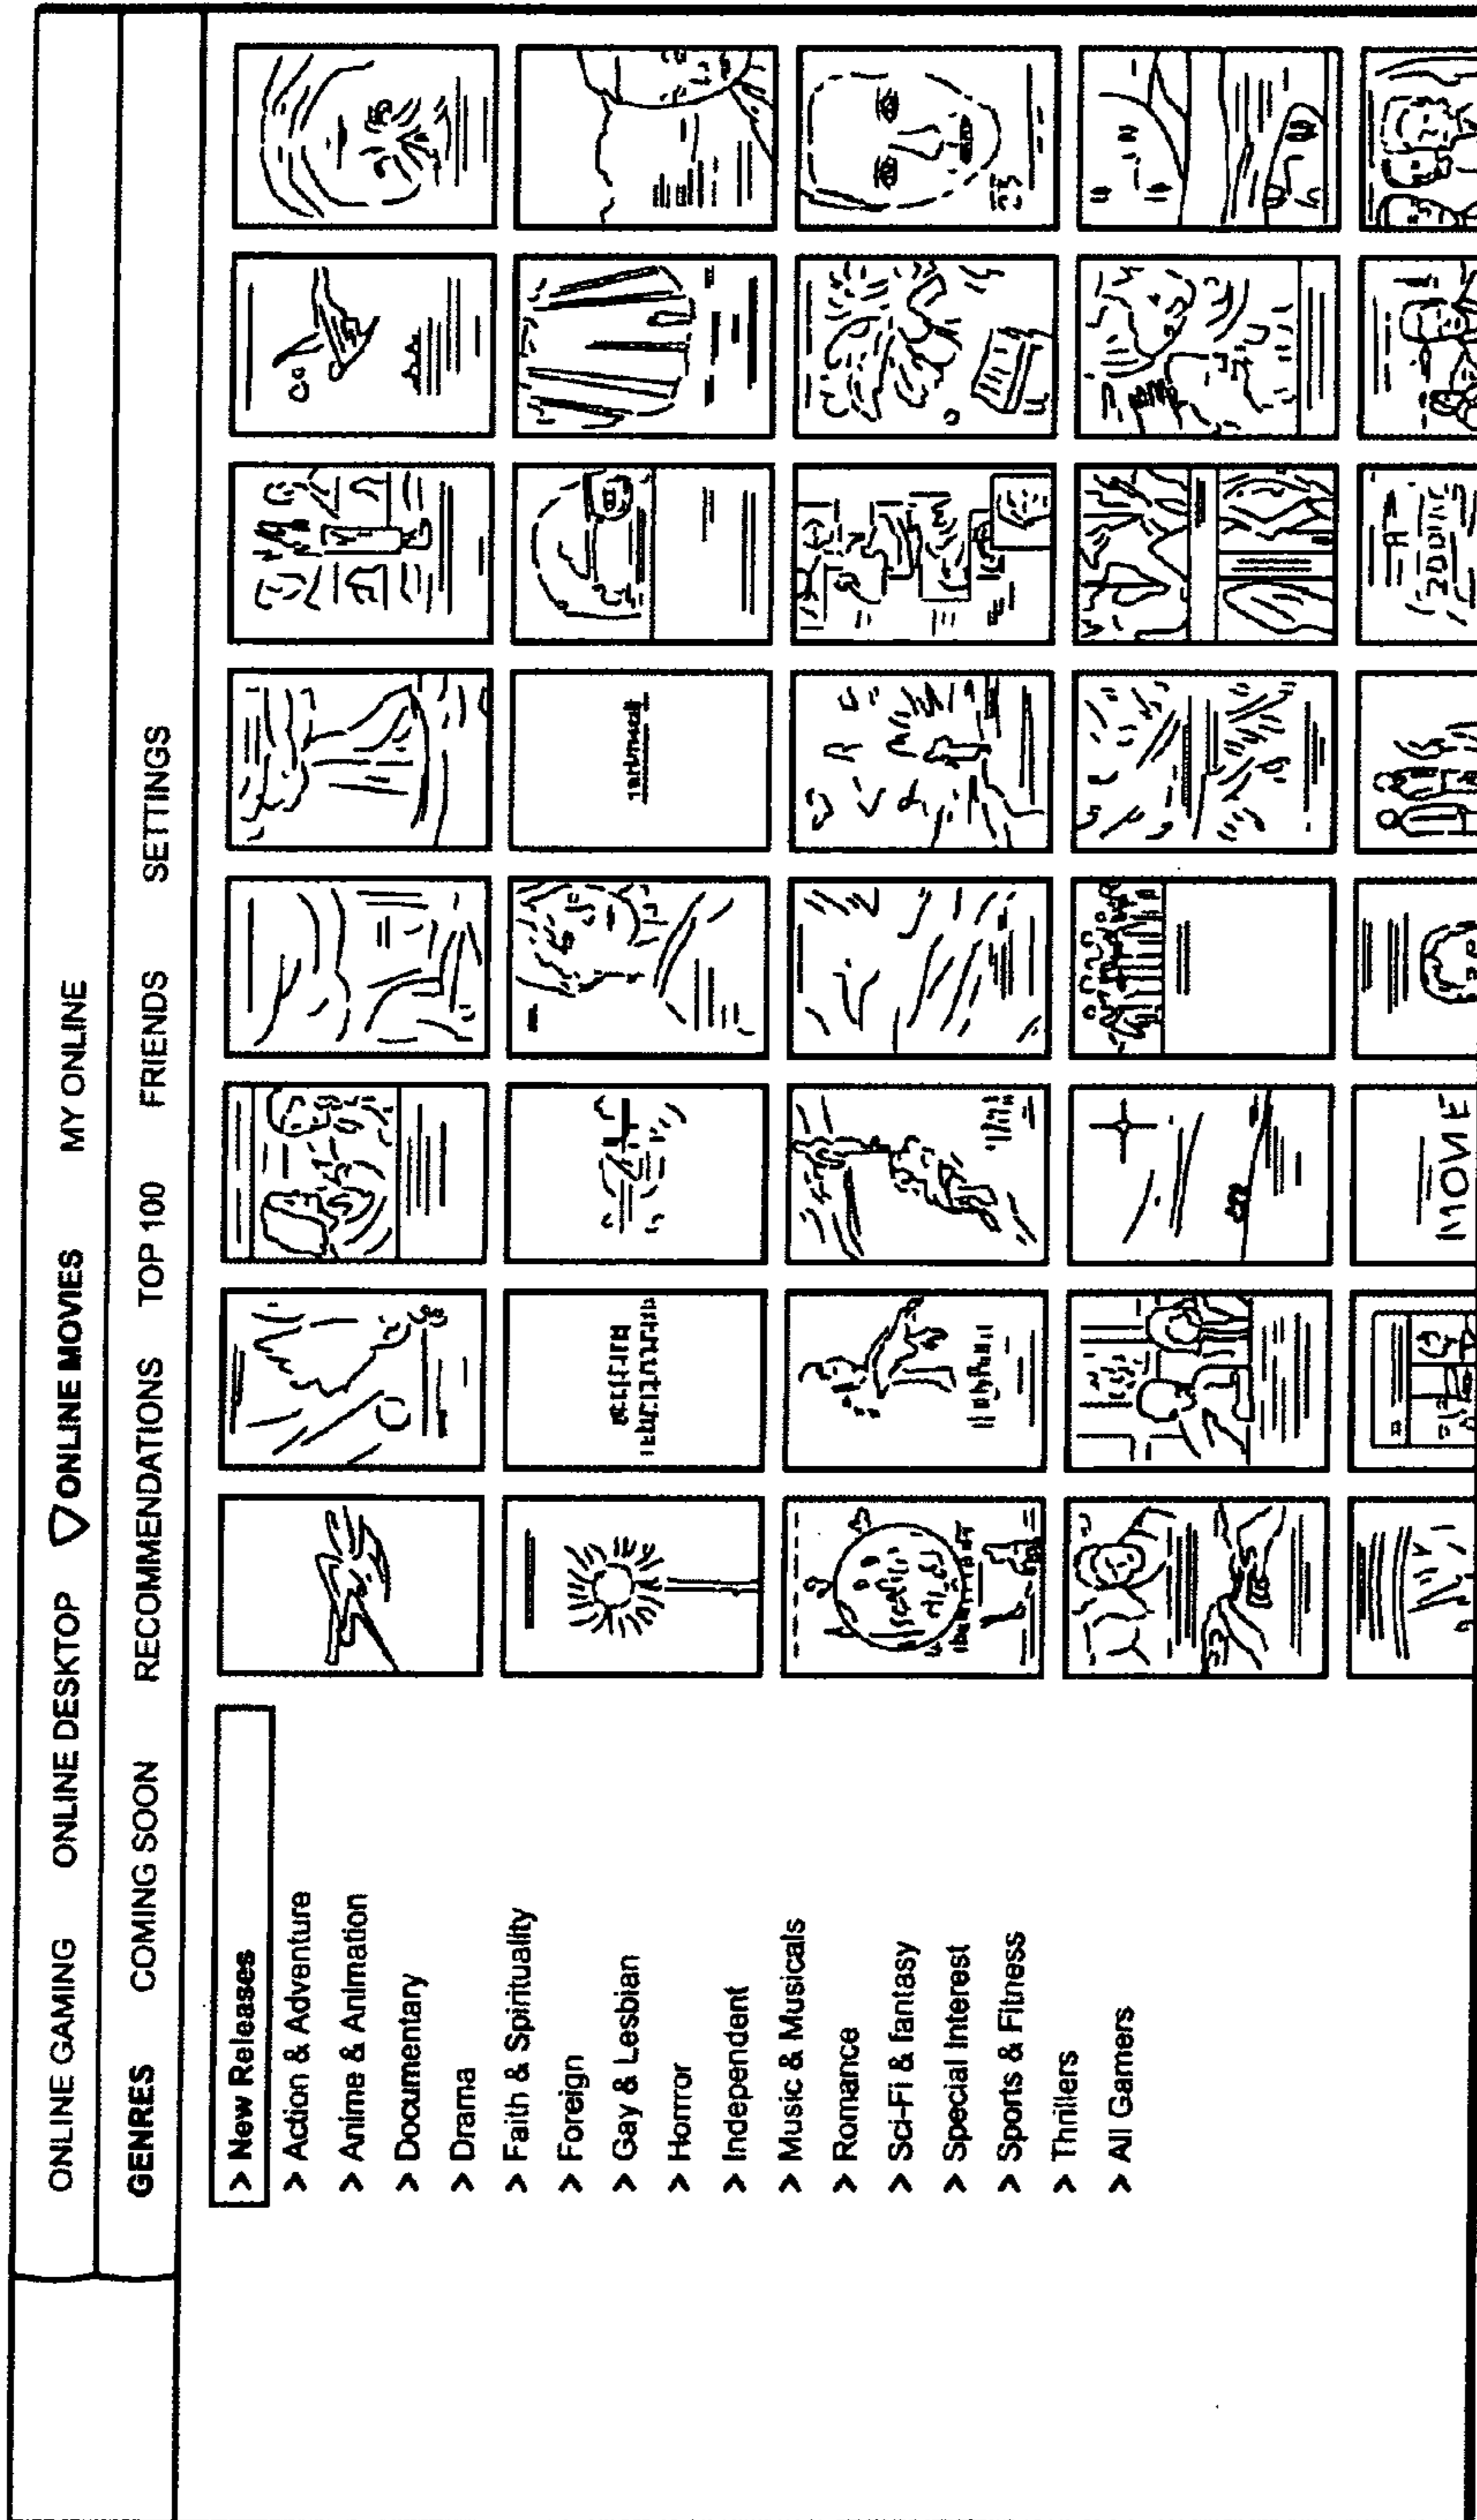 ONLINE GAMING ONLINE DESKTOP ONLINE MOVIES MY ONLINE
GENRES COMING SOON RECOMMENDATIONS TOP 100 FRIENDS SETTINGS
> New Releases
> Action & Adventure
> Anime & Animation
> Documentary
> Drama
> Faith & Spirituality
> Foreign
> Gay & Lesbian
> Horror
> Independent
> Music & Musicals
> Romance
> Sci-Fi & fantasy
> Special Interest
> Sports & Fitness
> Thrillers
> All Games
MOVIE
A